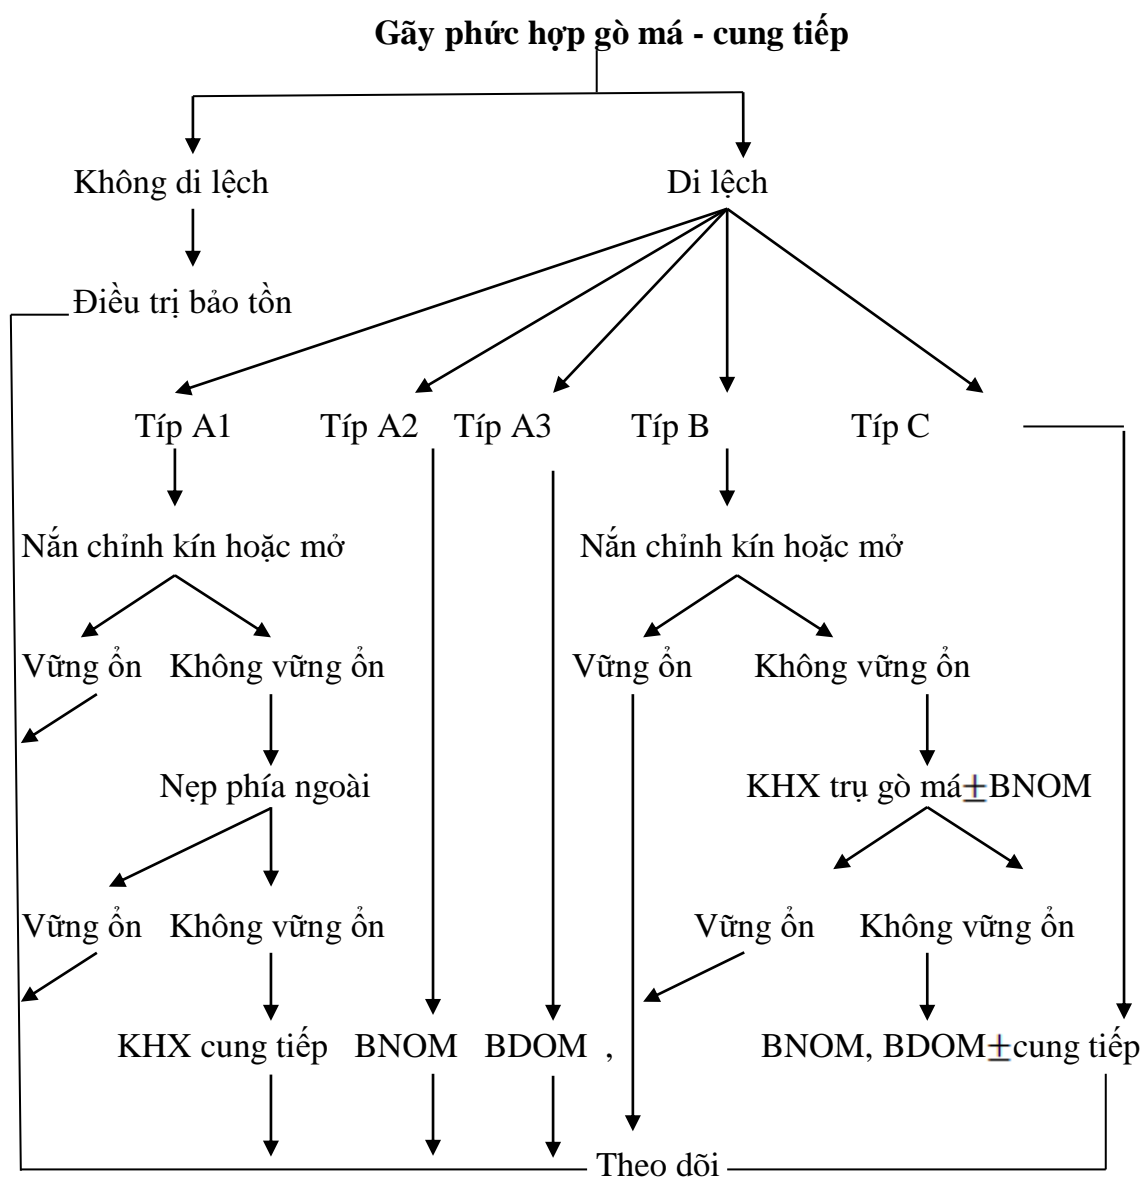 Gãy phức hợp gò má - cung tiếp
Không di lệch Di lệch
Điều trị bảo tồn
Típ A1 Típ A2 Típ A3 Típ B Típ C
Nắn chỉnh kín hoặc mở Nắn chỉnh kín hoặc mở
Vững ổn Không vững ổn Vững ổn Không vững ổn
Nẹp phía ngoài KHX trụ gò má±BNOM
Vững ổn Không vững ổn Vững ổn Không vững ổn
KHX cung tiếp BNOM BDOM , BNOM, BDOM±cung tiếp
Theo dõi